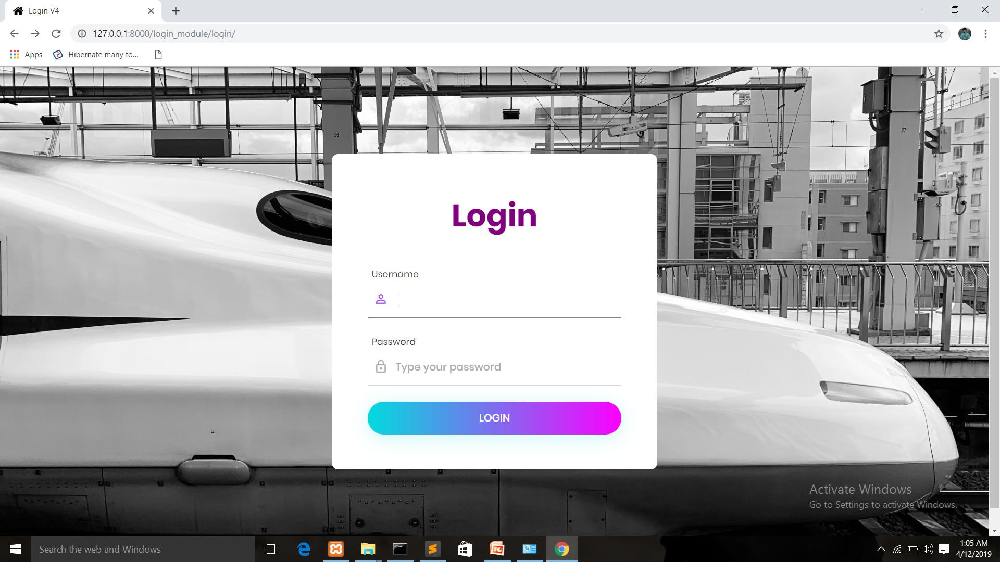 Login V4
127.0.0.1:8000/login_module/login/
Apps
Hibernate many to...
26
27
Login
Username
Password
Type your password
LOGIN
Activate Windows
Go to Settings to activate Windows.
Search the web and Windows
1:05 AM
4/12/2019